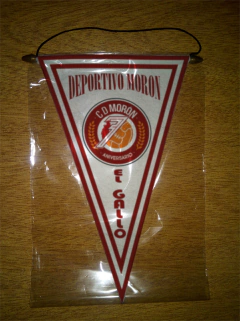 DEPORTIVO MORON
C.D. MORON
ANIVERSARIO
EL GALLO